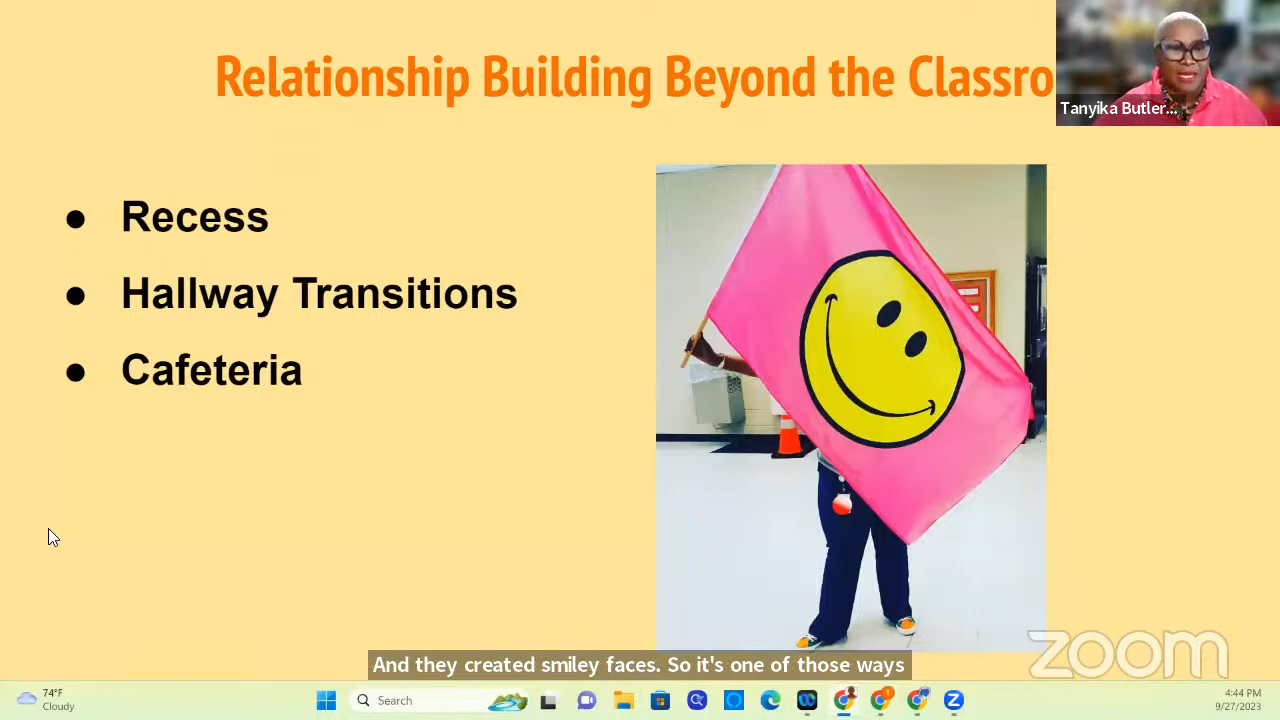 Relationship Building Beyond the Classro
Tanyika Butler...
● Recess
● Hallway Transitions
● Cafeteria
And they created smiley faces. So it's one of those ways
zoom
74°F
Cloudy
Search
4:44 PM
9/27/2023